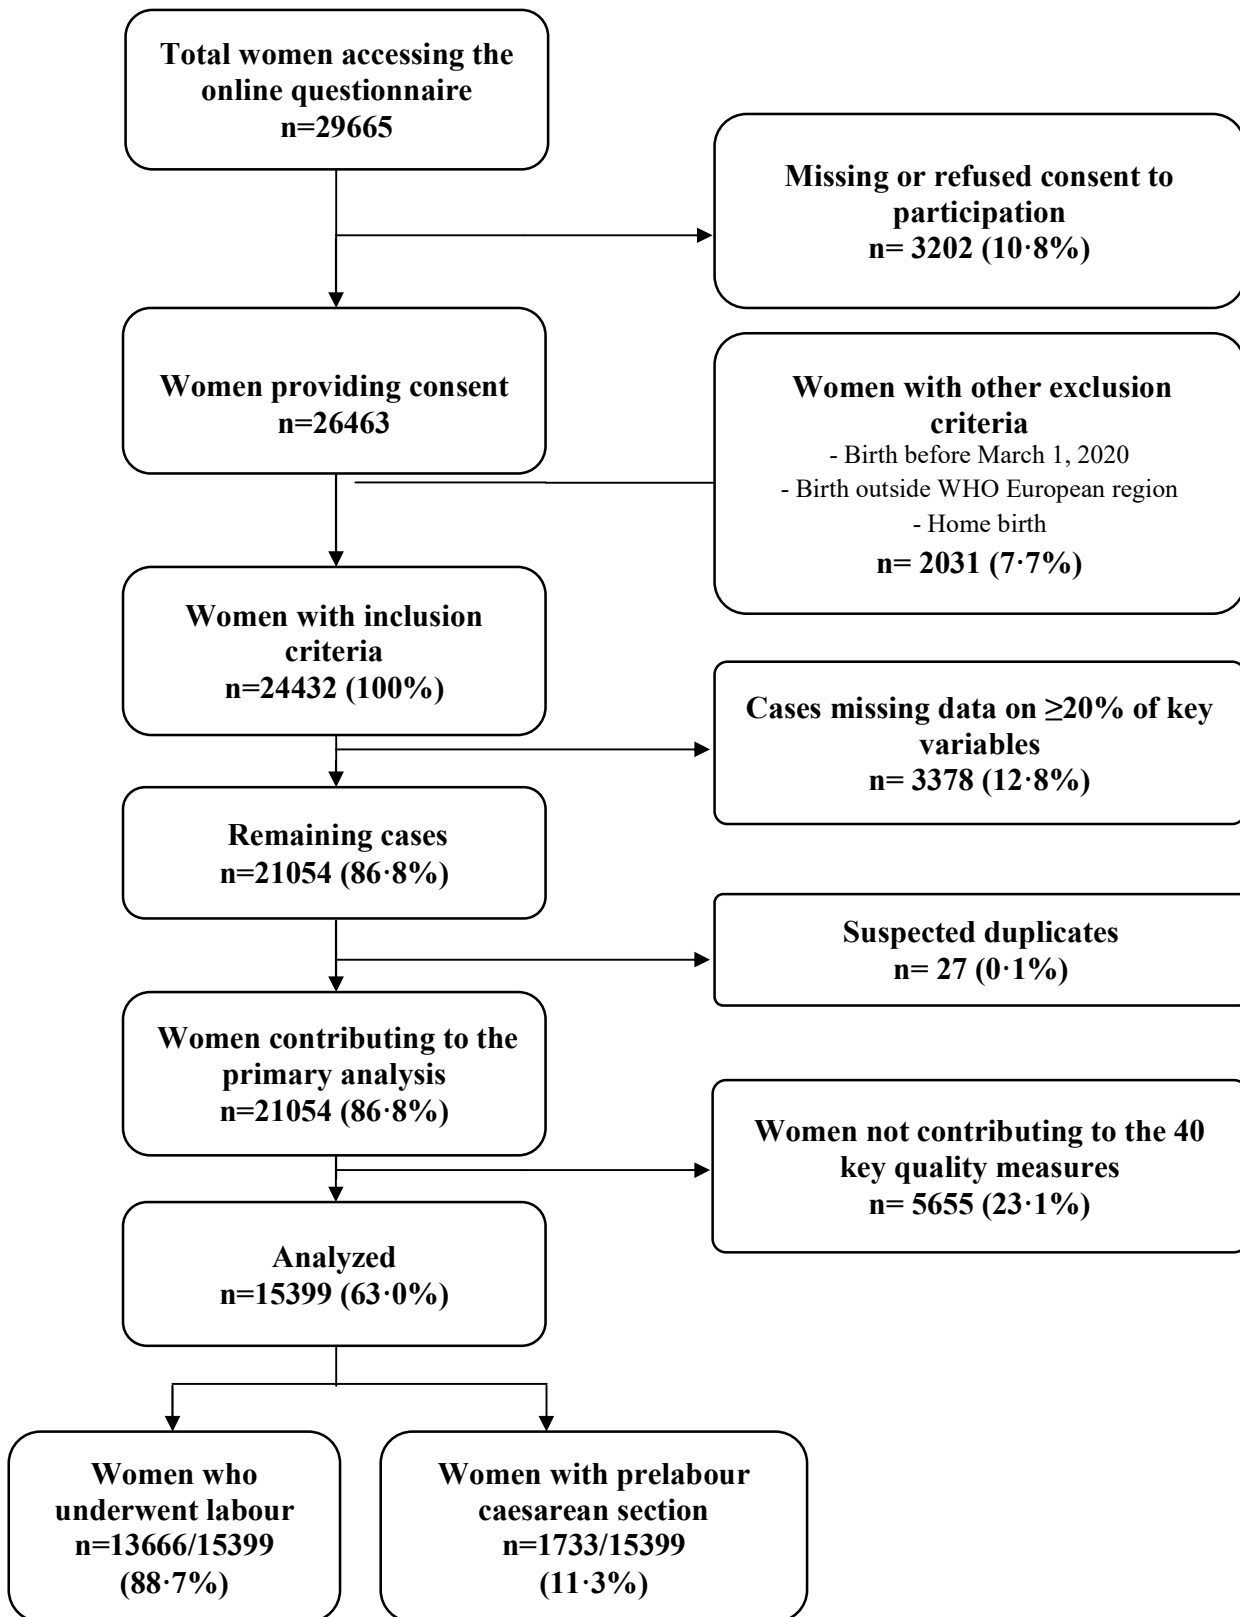 Total women accessing the
online questionnaire
n=29665
Missing or refused consent to
participation
n= 3202 (10·8%)
Women providing consent
n=26463
Women with other exclusion
criteria
- Birth before March 1, 2020
- Birth outside WHO European region
- Home birth
n= 2031 (7·7%)
Women with inclusion
criteria
n=24432 (100%)
Cases missing data on ≥20% of key
variables
n= 3378 (12·8%)
Remaining cases
n=21054 (86·8%)
Suspected duplicates
n= 27 (0·1%)
Women contributing to the
primary analysis
n=21054 (86·8%)
Women not contributing to the 40
key quality measures
n= 5655 (23·1%)
Analyzed
n=15399 (63·0%)
Women who
underwent labour
n=13666/15399
(88·7%)
Women with prelabour
caesarean section
n=1733/15399
(11·3%)